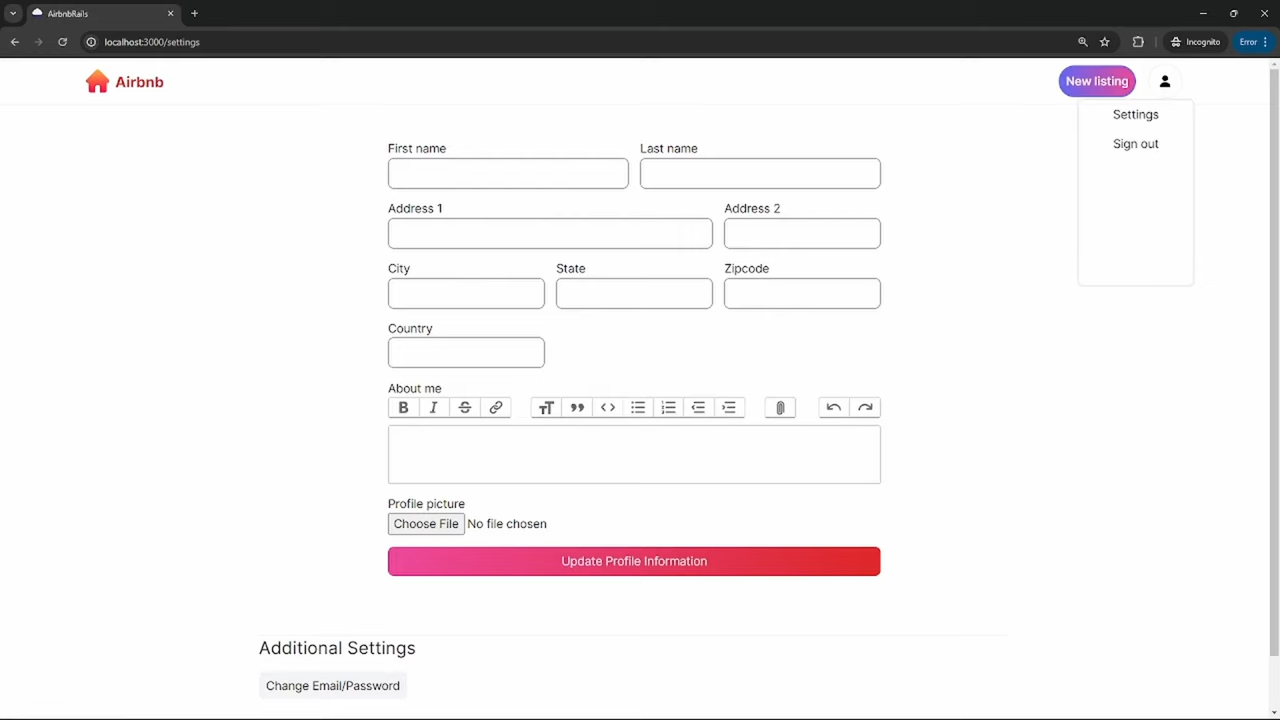 AirbnbRails
localhost:3000/settings
Incognito
Error
Airbnb
New listing
Settings
Sign out
First name
Last name
Address 1
Address 2
City
State
Zipcode
Country
About me
Profile picture
Choose File No file chosen
Update Profile Information
Additional Settings
Change Email/Password